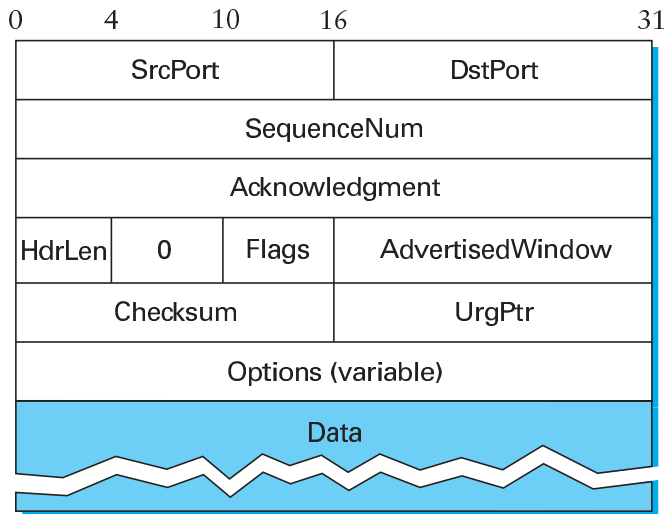 0 4 10 16 31
SrcPort DstPort
SequenceNum
Acknowledgment
HdrLen 0 Flags AdvertisedWindow
Checksum UrgPtr
Options (variable)
Data